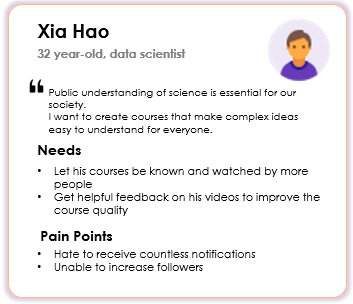 Xia Hao
32 year-old, data scientist
“
Public understanding of science is essential for our
society.
I want to create courses that make complex ideas
easy to understand for everyone.
Needs
• Let his courses be known and watched by more
people
• Get helpful feedback on his videos to improve the
course quality
Pain Points
• Hate to receive countless notifications
• Unable to increase followers